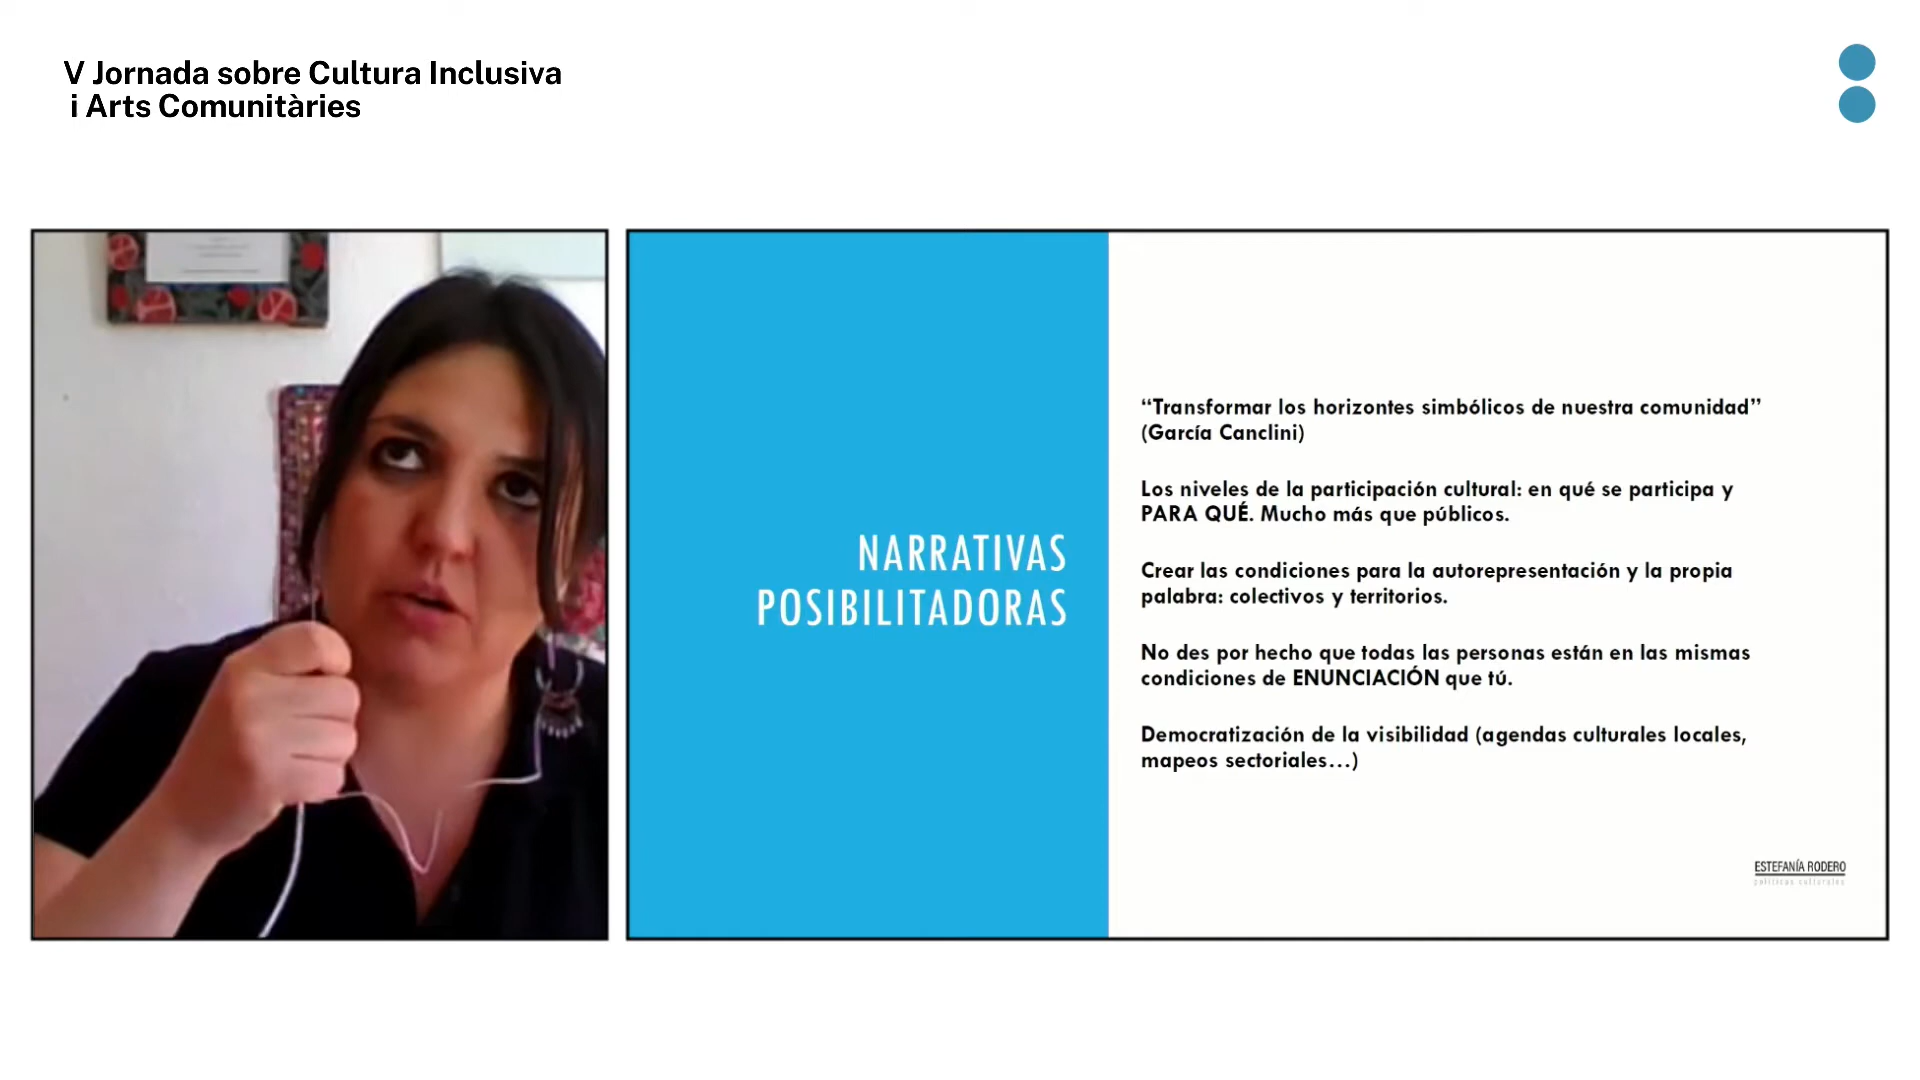 V Jornada sobre Cultura Inclusiva
i Arts Comunitàries
NARRATIVAS
POSIBILITADORAS
“Transformar los horizontes simbólicos de nuestra comunidad”
(García Canclini)
Los niveles de la participación cultural: en qué se participa y
PARA QUÉ. Mucho más que públicos.
Crear las condiciones para la autorepresentación y la propia
palabra: colectivos y territorios.
No des por hecho que todas las personas están en las mismas
condiciones de ENUNCIACIÓN que tú.
Democratización de la visibilidad (agendas culturales locales,
mapeos sectoriales...)
ESTEFANÍA RODERO
políticas culturales